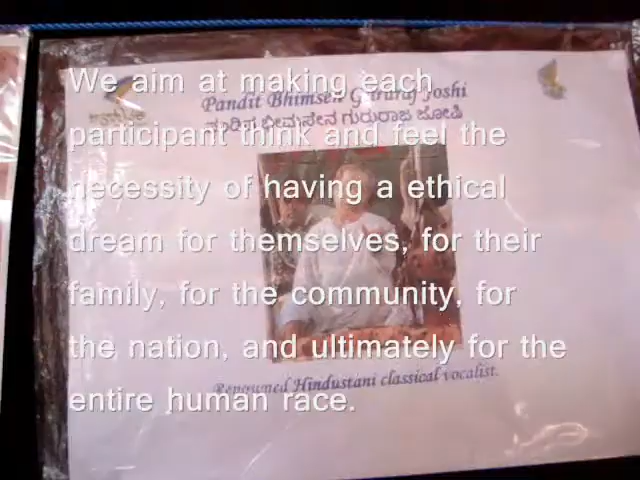 We aim at making each
participant think and feel the
necessity of having a ethical
dream for themselves, for their
family, for the community, for
the nation, and ultimately for the
entire human race.
Pandit Bhimsen Gururaj Joshi
ಪಂಡಿತ ಭೀಮಸೇನ ಗುರುರಾಜ ಜೋಷಿ
Renowned Hindustani classical vocalist.